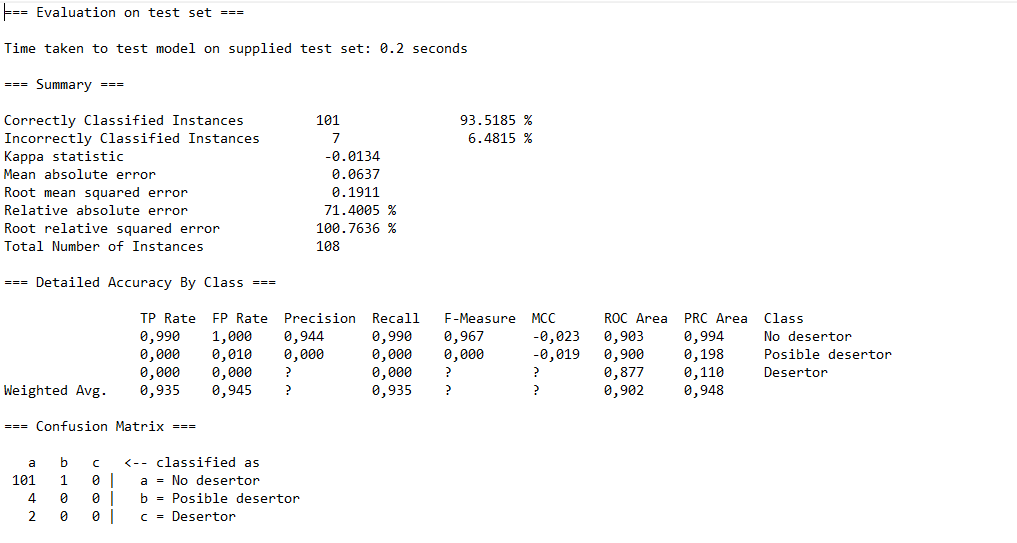 === Evaluation on test set ===
Time taken to test model on supplied test set: 0.2 seconds
=== Summary ===
Correctly Classified Instances 101 93.5185 %
Incorrectly Classified Instances 7 6.4815 %
Kappa statistic -0.0134
Mean absolute error 0.0637
Root mean squared error 0.1911
Relative absolute error 71.4005 %
Root relative squared error 100.7636 %
Total Number of Instances 108
=== Detailed Accuracy By Class ===
TP Rate FP Rate Precision Recall F-Measure MCC ROC Area PRC Area Class
0,990 1,000 0,944 0,990 0,967 -0,023 0,903 0,994 No desertor
0,000 0,010 0,000 0,000 0,000 -0,019 0,900 0,198 Posible desertor
0,000 0,000 ? 0,000 ? ? 0,877 0,110 Desertor
Weighted Avg. 0,935 0,945 ? 0,935 ? ? 0,902 0,948
=== Confusion Matrix ===
a b c <-- classified as
101 1 0 | a = No desertor
4 0 0 | b = Posible desertor
2 0 0 | c = Desertor